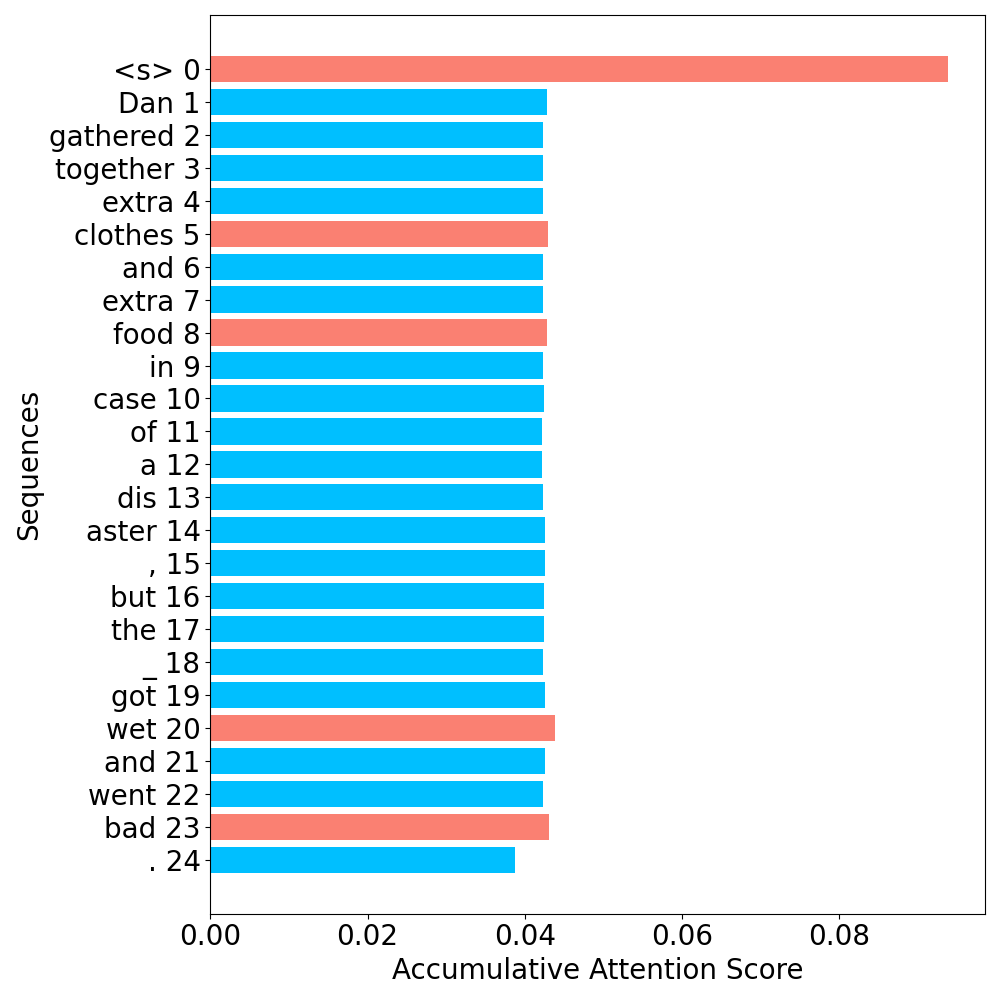 <s> 0
Dan 1
gathered 2
together 3
extra 4
clothes 5
and 6
extra 7
food 8
in 9
case 10
of 11
a 12
dis 13
aster 14
, 15
but 16
the 17
_ 18
got 19
wet 20
and 21
went 22
bad 23
. 24
Sequences
0.00 0.02 0.04 0.06 0.08
Accumulative Attention Score